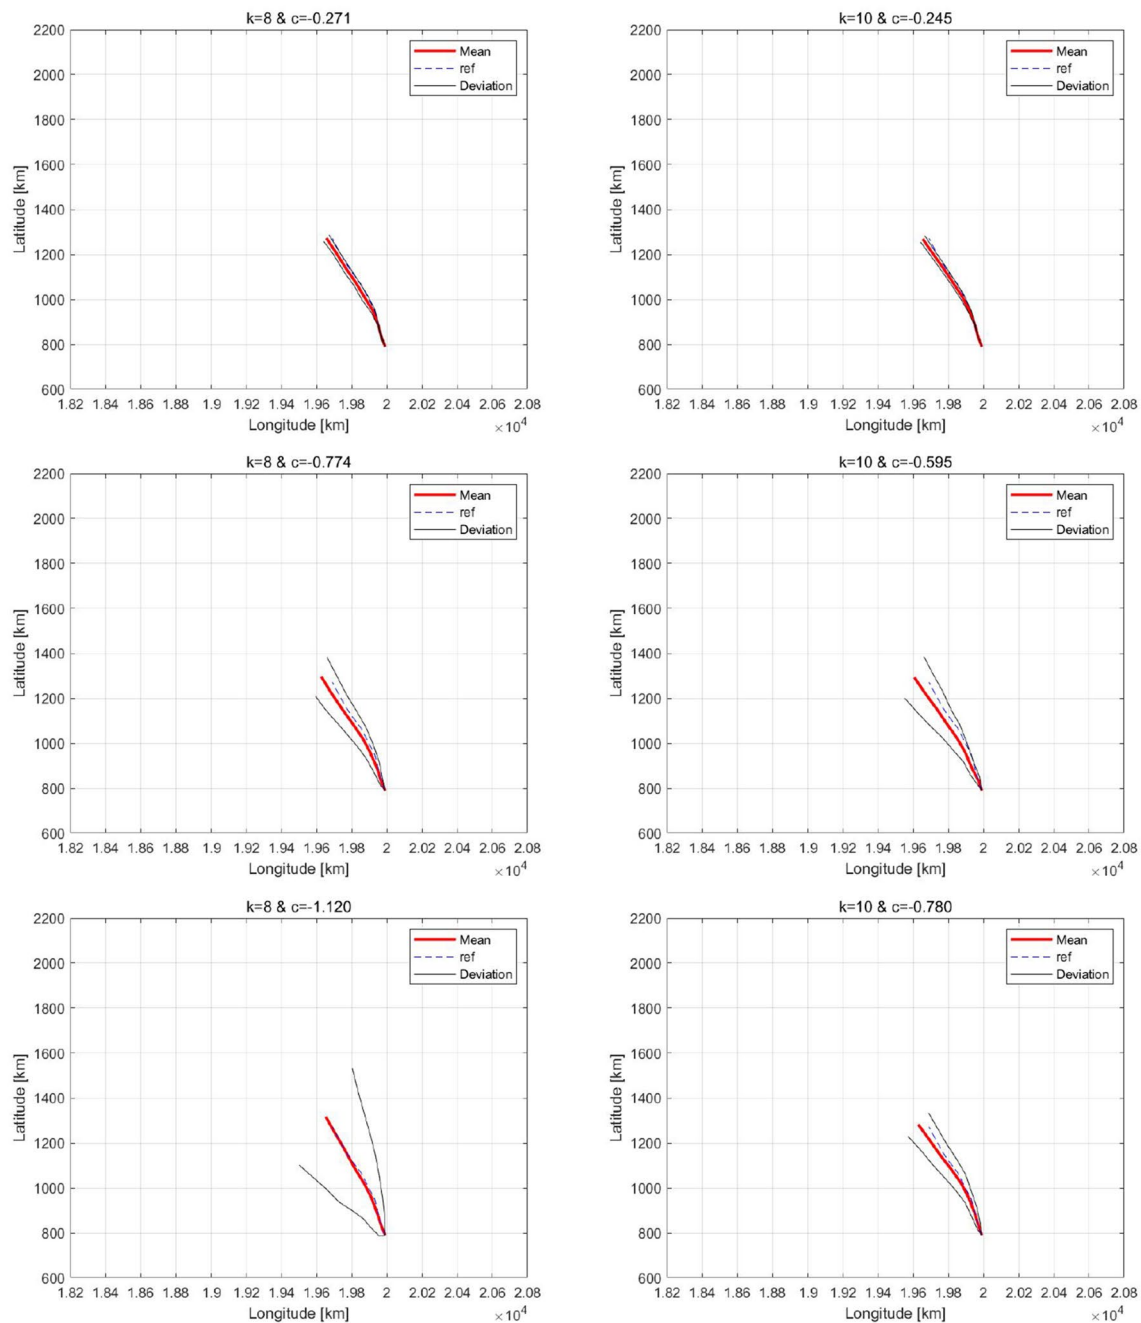 k=8 & c=-0.271
2200
2000
1800
1600
1400
1200
1000
800
600
Latitude [km]
Mean
ref
Deviation
1.82 1.84 1.86 1.88 1.9 1.92 1.94 1.96 1.98 2 2.02 2.04 2.06 2.08
Longitude [km]
×10⁴
k=10 & c=-0.245
2200
2000
1800
1600
1400
1200
1000
800
600
Latitude [km]
Mean
ref
Deviation
1.82 1.84 1.86 1.88 1.9 1.92 1.94 1.96 1.98 2 2.02 2.04 2.06 2.08
Longitude [km]
×10⁴
k=8 & c=-0.774
2200
2000
1800
1600
1400
1200
1000
800
600
Latitude [km]
Mean
ref
Deviation
1.82 1.84 1.86 1.88 1.9 1.92 1.94 1.96 1.98 2 2.02 2.04 2.06 2.08
Longitude [km]
×10⁴
k=10 & c=-0.595
2200
2000
1800
1600
1400
1200
1000
800
600
Latitude [km]
Mean
ref
Deviation
1.82 1.84 1.86 1.88 1.9 1.92 1.94 1.96 1.98 2 2.02 2.04 2.06 2.08
Longitude [km]
×10⁴
k=8 & c=-1.120
2200
2000
1800
1600
1400
1200
1000
800
600
Latitude [km]
Mean
ref
Deviation
1.82 1.84 1.86 1.88 1.9 1.92 1.94 1.96 1.98 2 2.02 2.04 2.06 2.08
Longitude [km]
×10⁴
k=10 & c=-0.780
2200
2000
1800
1600
1400
1200
1000
800
600
Latitude [km]
Mean
ref
Deviation
1.82 1.84 1.86 1.88 1.9 1.92 1.94 1.96 1.98 2 2.02 2.04 2.06 2.08
Longitude [km]
×10⁴